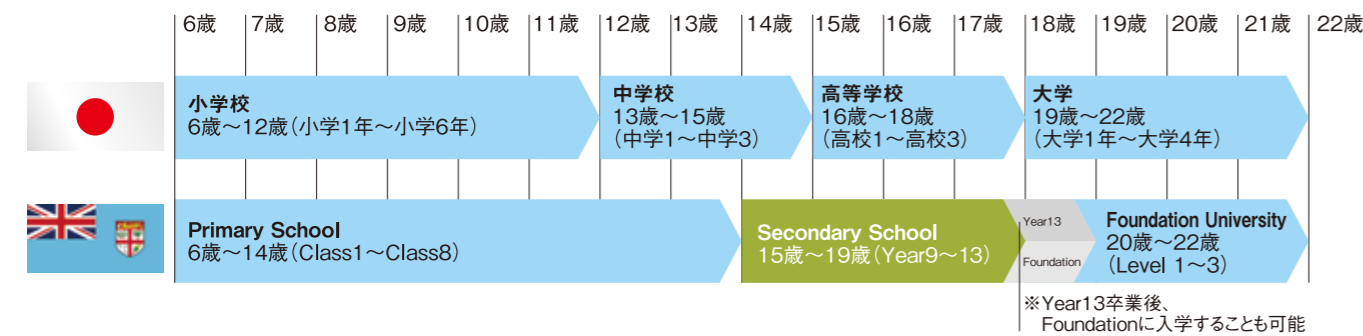 6歳 7歳 8歳 9歳 10歳 11歳 12歳 13歳 14歳 15歳 16歳 17歳 18歳 19歳 20歳 21歳 22歳
小学校
6歳〜12歳(小学1年〜小学6年)
中学校
13歳〜15歳
(中学1〜中学3)
高等学校
16歳〜18歳
(高校1〜高校3)
大学
19歳〜22歳
(大学1年〜大学4年)
Primary School
6歳〜14歳(Class1〜Class8)
Secondary School
15歳〜19歳(Year9〜13)
Year13
Foundation
Foundation University
20歳〜22歳
(Level 1〜3)
※Year13卒業後、
Foundationに入学することも可能